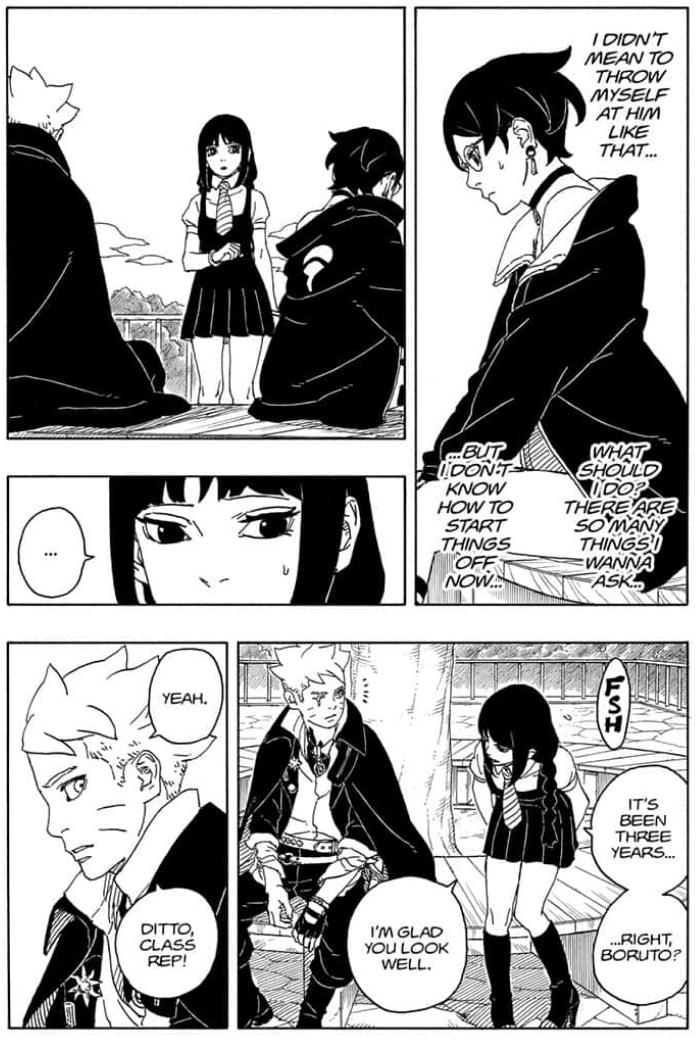 I DIDN'T
MEAN TO
THROW
MYSELF
AT HIM
LIKE
THAT...
WHAT
SHOULD
I DO?
THERE ARE
SO MANY
THINGS I
WANNA
ASK...
...BUT
I DON'T
KNOW
HOW TO
START
THINGS
OFF
NOW...
...
FSH
IT'S
BEEN
THREE
YEARS...
...RIGHT,
BORUTO?
I'M GLAD
YOU LOOK
WELL.
YEAH.
DITTO,
CLASS
REP!